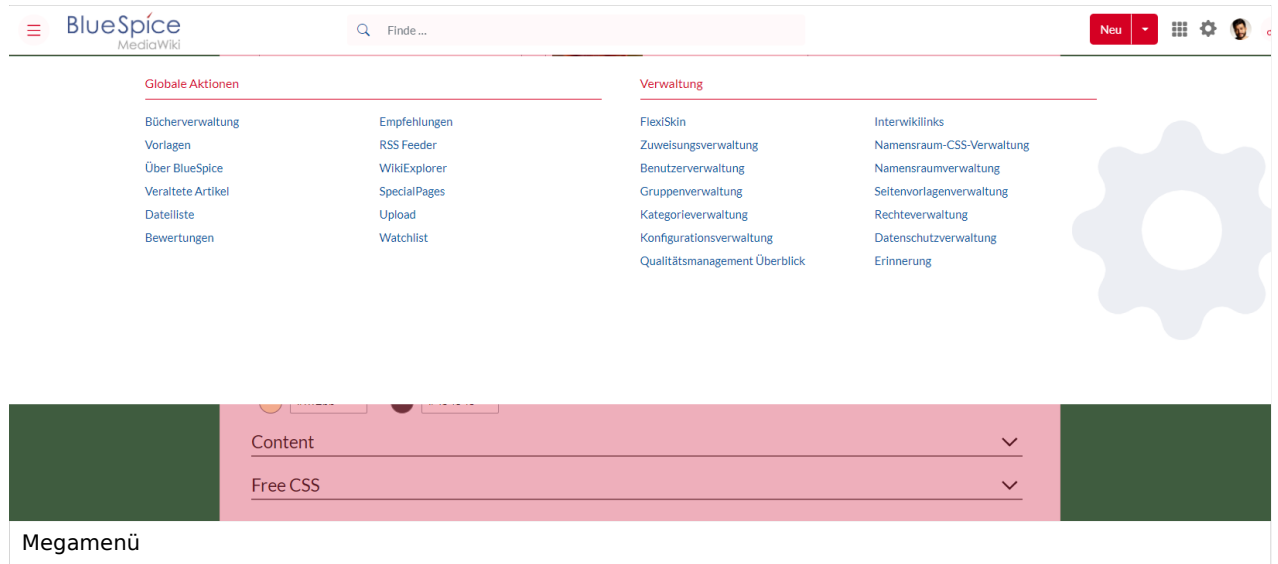 BlueSpice
MediaWiki
Finde ...
Neu
Globale Aktionen
Bücherverwaltung
Vorlagen
Über BlueSpice
Veraltete Artikel
Dateiliste
Bewertungen
Empfehlungen
RSS Feeder
WikiExplorer
SpecialPages
Upload
Watchlist
Verwaltung
FlexiSkin
Zuweisungsverwaltung
Benutzerverwaltung
Gruppenverwaltung
Kategorieverwaltung
Konfigurationsverwaltung
Qualitätsmanagement Überblick
Interwikilinks
Namensraum-CSS-Verwaltung
Namensraumverwaltung
Seitenvorlagenverwaltung
Rechteverwaltung
Datenschutzverwaltung
Erinnerung
Content
Free CSS
Megamenü